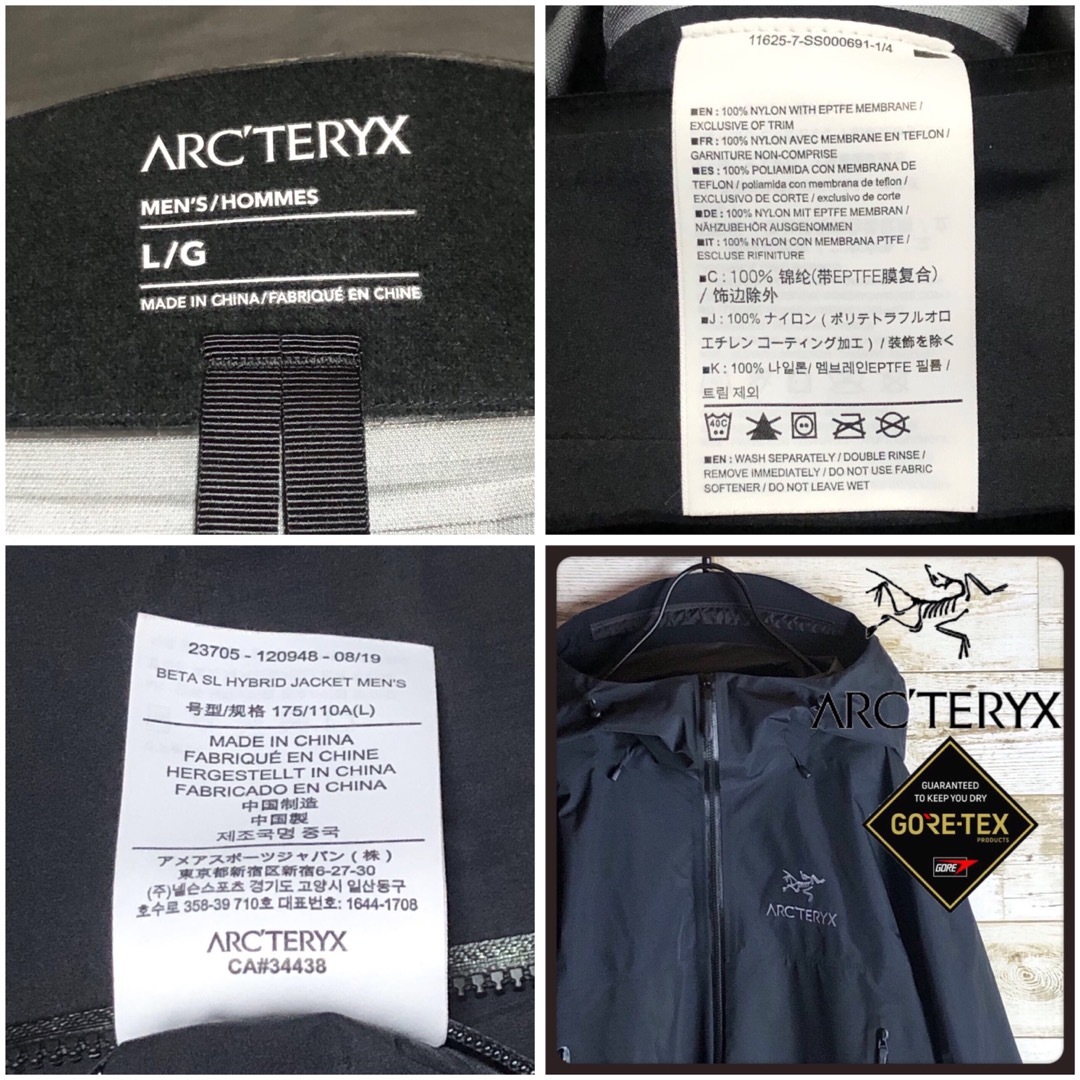 ARC'TERYX
MEN'S/HOMMES
L/G
MADE IN CHINA/FABRIQUÉ EN CHINE
11625-7-SS000691-1/4
■EN : 100% NYLON WITH EPTFE MEMBRANE /
EXCLUSIVE OF TRIM
■FR : 100% NYLON AVEC MEMBRANE EN TEFLON /
GARNITURE NON-COMPRISE
■ES : 100% POLIAMIDA CON MEMBRANA DE
TEFLON / poliamida con membrana de teflon /
EXCLUSIVO DE CORTE / exclusivo de corte
■DE : 100% NYLON MIT EPTFE MEMBRAN /
NÄHZUBEHÖR AUSGENOMMEN
■IT : 100% NYLON CON MEMBRANA PTFE /
ESCLUSE RIFINITURE
■C : 100% 锦纶(带EPTFE膜复合)
/ 饰边除外
■J : 100% ナイロン ( ポリテトラフルオロ
エチレン コーティング加工 ) / 装飾を除く
■K : 100% 나일론/ 멤브레인EPTFE 필름 /
트림 제외
40C
■EN : WASH SEPARATELY / DOUBLE RINSE /
REMOVE IMMEDIATELY / DO NOT USE FABRIC
SOFTENER / DO NOT LEAVE WET
23705 - 120948 - 08/19
BETA SL HYBRID JACKET MEN'S
号型/规格 175/110A(L)
MADE IN CHINA
FABRIQUÉ EN CHINE
HERGESTELLT IN CHINA
FABRICADO EN CHINA
中国制造
中国製
제조국명 중국
アメアスポーツジャパン ( 株 )
東京都新宿区新宿6-27-30
(주)넬슨스포츠 경기도 고양시 일산동구
호수로 358-39 710호 대표번호: 1644-1708
ARC'TERYX
CA#34438
ARC'TERYX
GUARANTEED
TO KEEP YOU DRY
GORE-TEX
PRODUCTS
GORE
ARC'TERYX